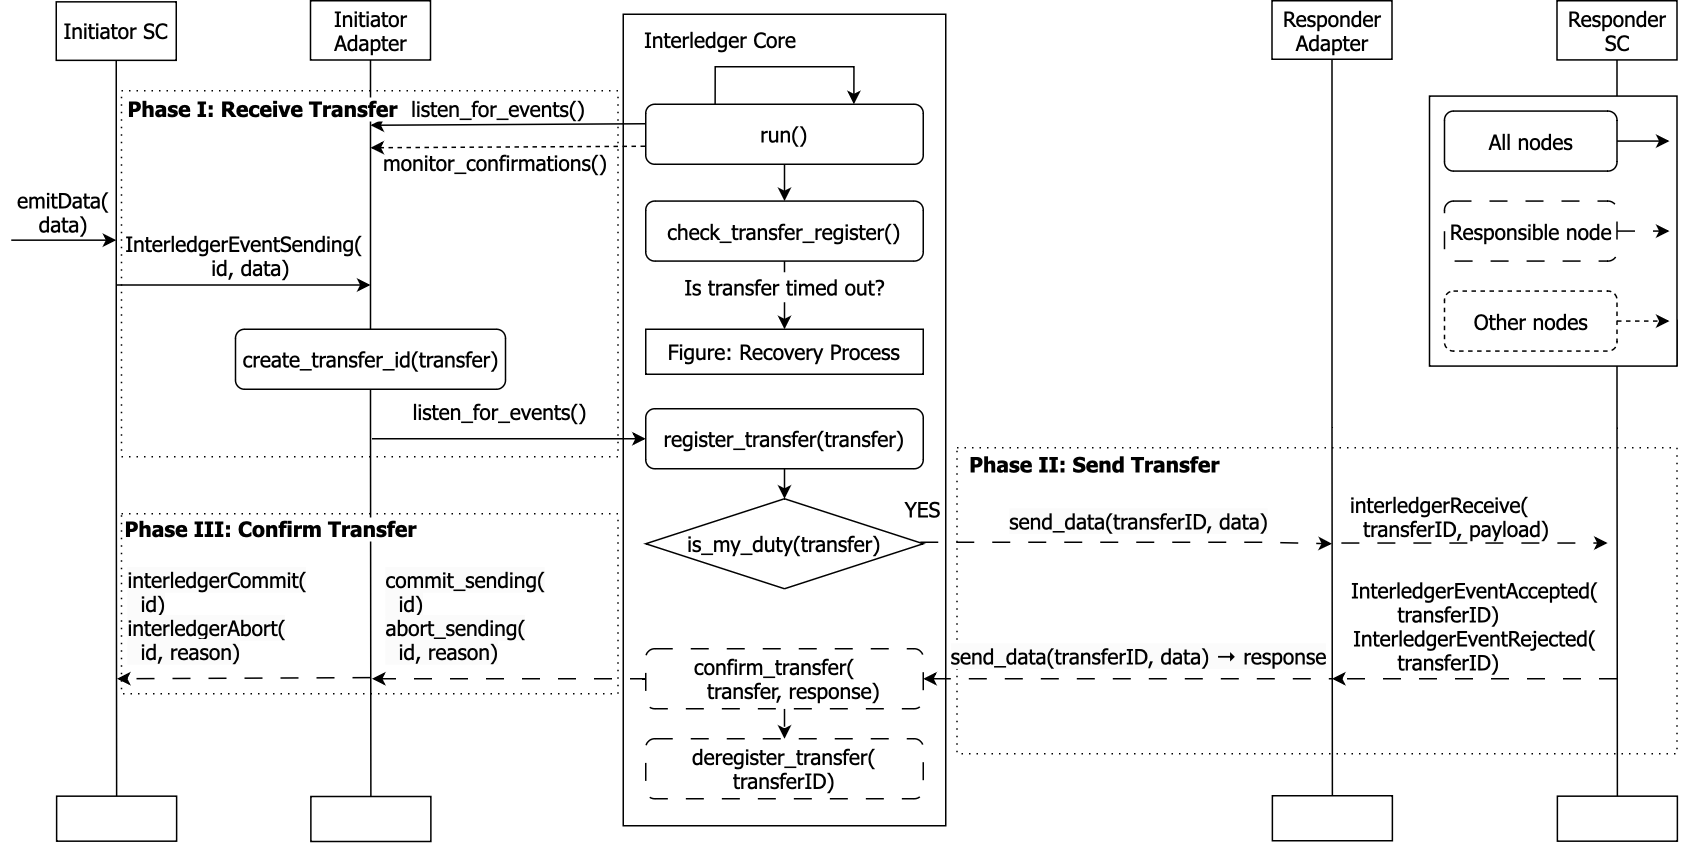 Initiator SC
Initiator
Adapter
Interledger Core
Responder
Adapter
Responder
SC
Phase I: Receive Transfer
listen_for_events()
run()
monitor_confirmations()
All nodes
emitData(
data)
InterledgerEventSending(
id, data)
check_transfer_register()
Responsible node
Is transfer timed out?
Other nodes
create_transfer_id(transfer)
Figure: Recovery Process
listen_for_events()
register_transfer(transfer)
Phase II: Send Transfer
Phase III: Confirm Transfer
YES
is_my_duty(transfer)
send_data(transferID, data)
interledgerReceive(
transferID, payload)
interledgerCommit(
id)
interledgerAbort(
id, reason)
commit_sending(
id)
abort_sending(
id, reason)
InterledgerEventAccepted(
transferID)
InterledgerEventRejected(
transferID)
confirm_transfer(
transfer, response)
send_data(transferID, data) → response
deregister_transfer(
transferID)